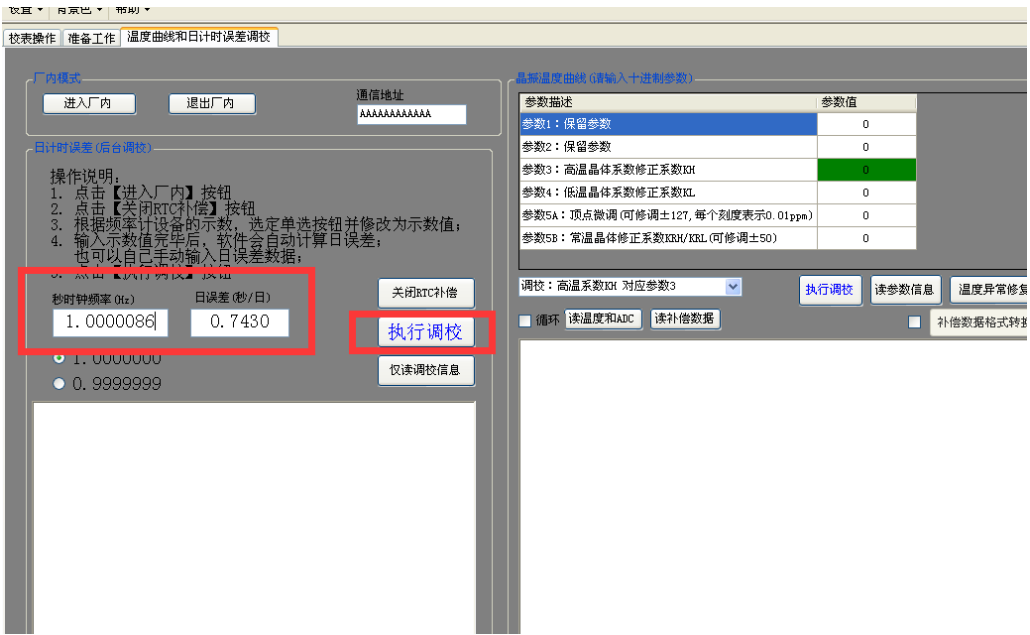 设置 背景色 帮助
校表操作 准备工作 温度曲线和日计时误差调校
厂内模式
进入厂内 退出厂内
通信地址
AAAAAAAAAAAA
日计时误差(后台调校)
操作说明:
1. 点击【进入厂内】按钮
2. 点击【关闭RTC补偿】按钮
3. 根据频率计设备的示数, 选定单选按钮并修改为示数值;
4. 输入示数值完毕后, 软件会自动计算日误差;
也可以自己手动输入日误差数据;
5. 点击【执行调校】按钮
秒时钟频率(Hz) 日误差(秒/日)
1.0000086 0.7430
关闭RTC补偿
执行调校
仅读调校信息
1.0000000
0.9999999
晶振温度曲线(请输入十进制参数)
参数描述 参数值
参数1:保留参数 0
参数2:保留参数 0
参数3:高温晶体系数修正系数KH 0
参数4:低温晶体系数修正系数KL 0
参数5A:顶点微调(可修调±127,每个刻度表示0.01ppm) 0
参数5B:常温晶体修正系数KRH/KRL(可修调±50) 0
调校:高温系数KH 对应参数3 执行调校 读参数信息 温度异常修复
循环 读温度和ADC 读补偿数据 补偿数据格式转换